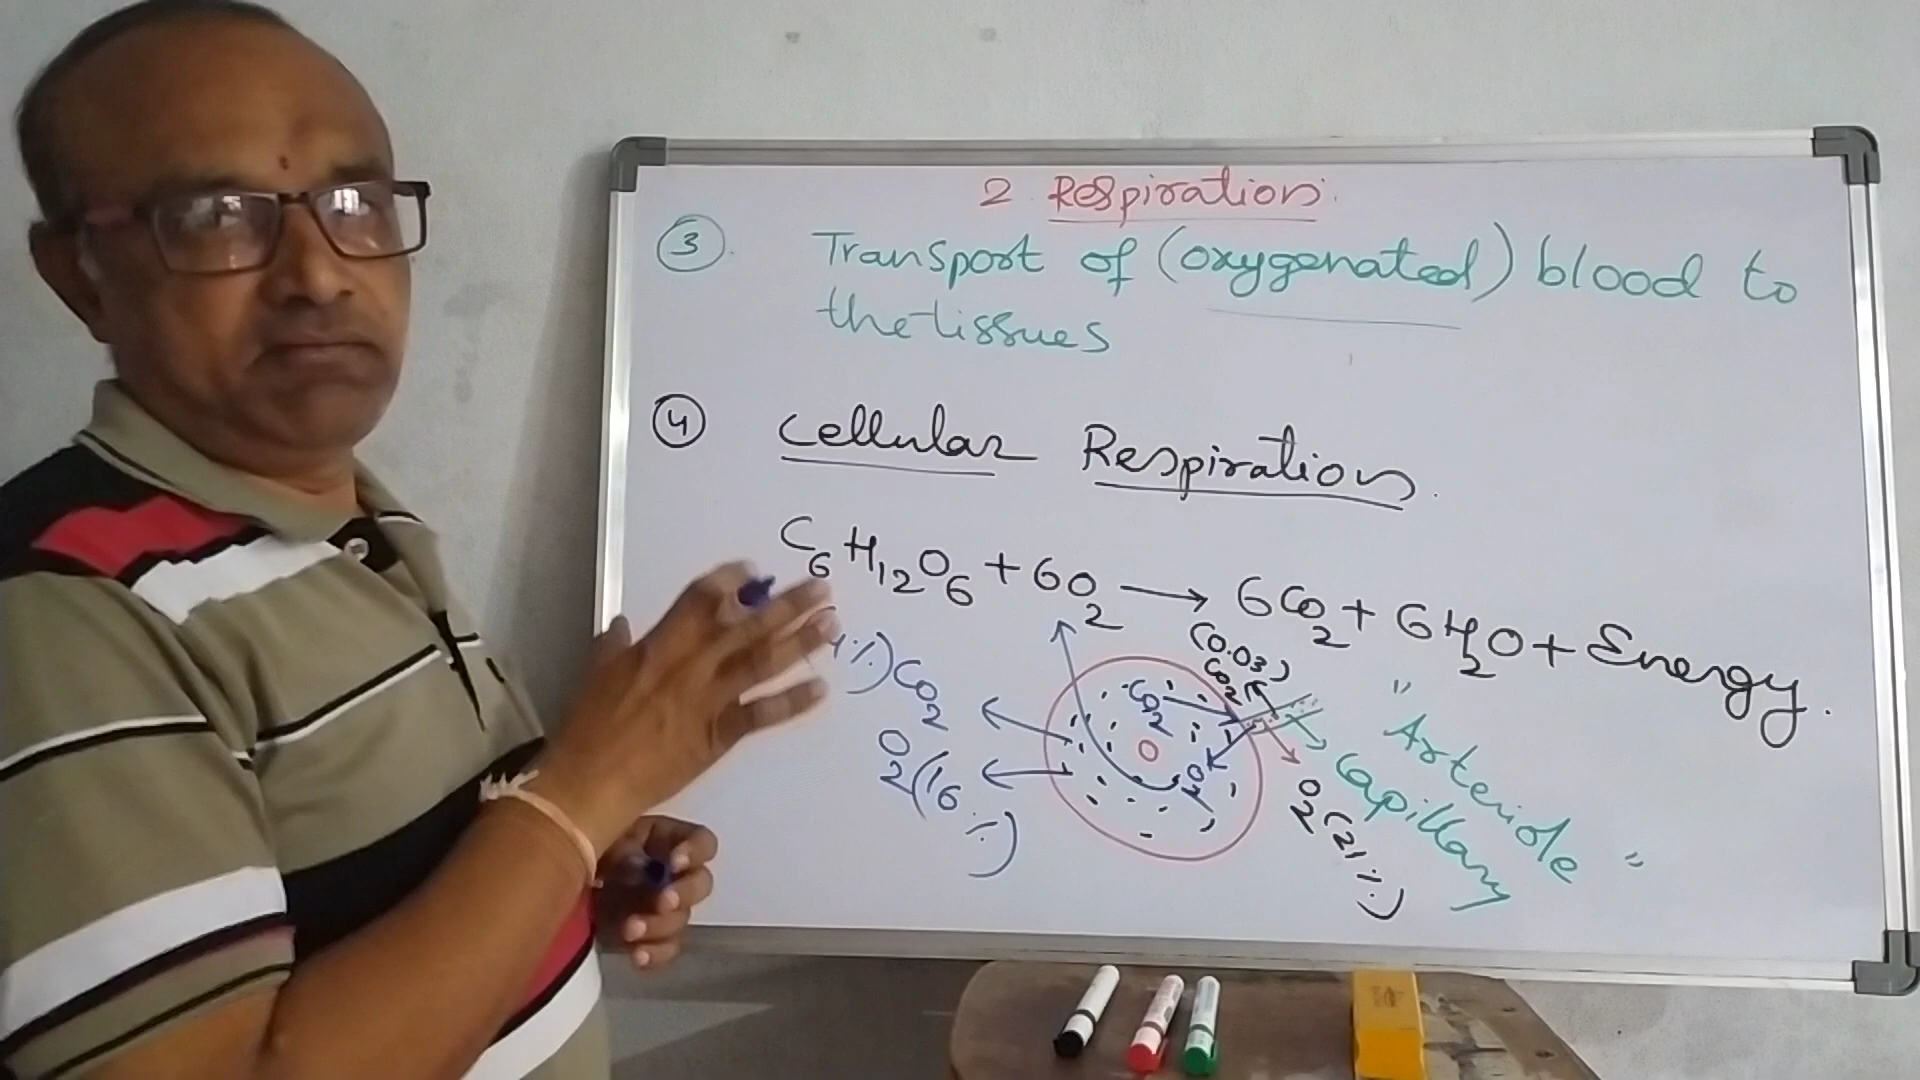 2 Respiration.
3. Transport of (oxygenated) blood to
the tissues
4 Cellular Respiration.
C6H12O6 + 6O2 → 6CO2 + 6H2O + Energy.
4%) CO2
O2 (16%)
CO2
O
O2
(0.03)
CO2
O2 (21%)
Capillary
"Arteriole"